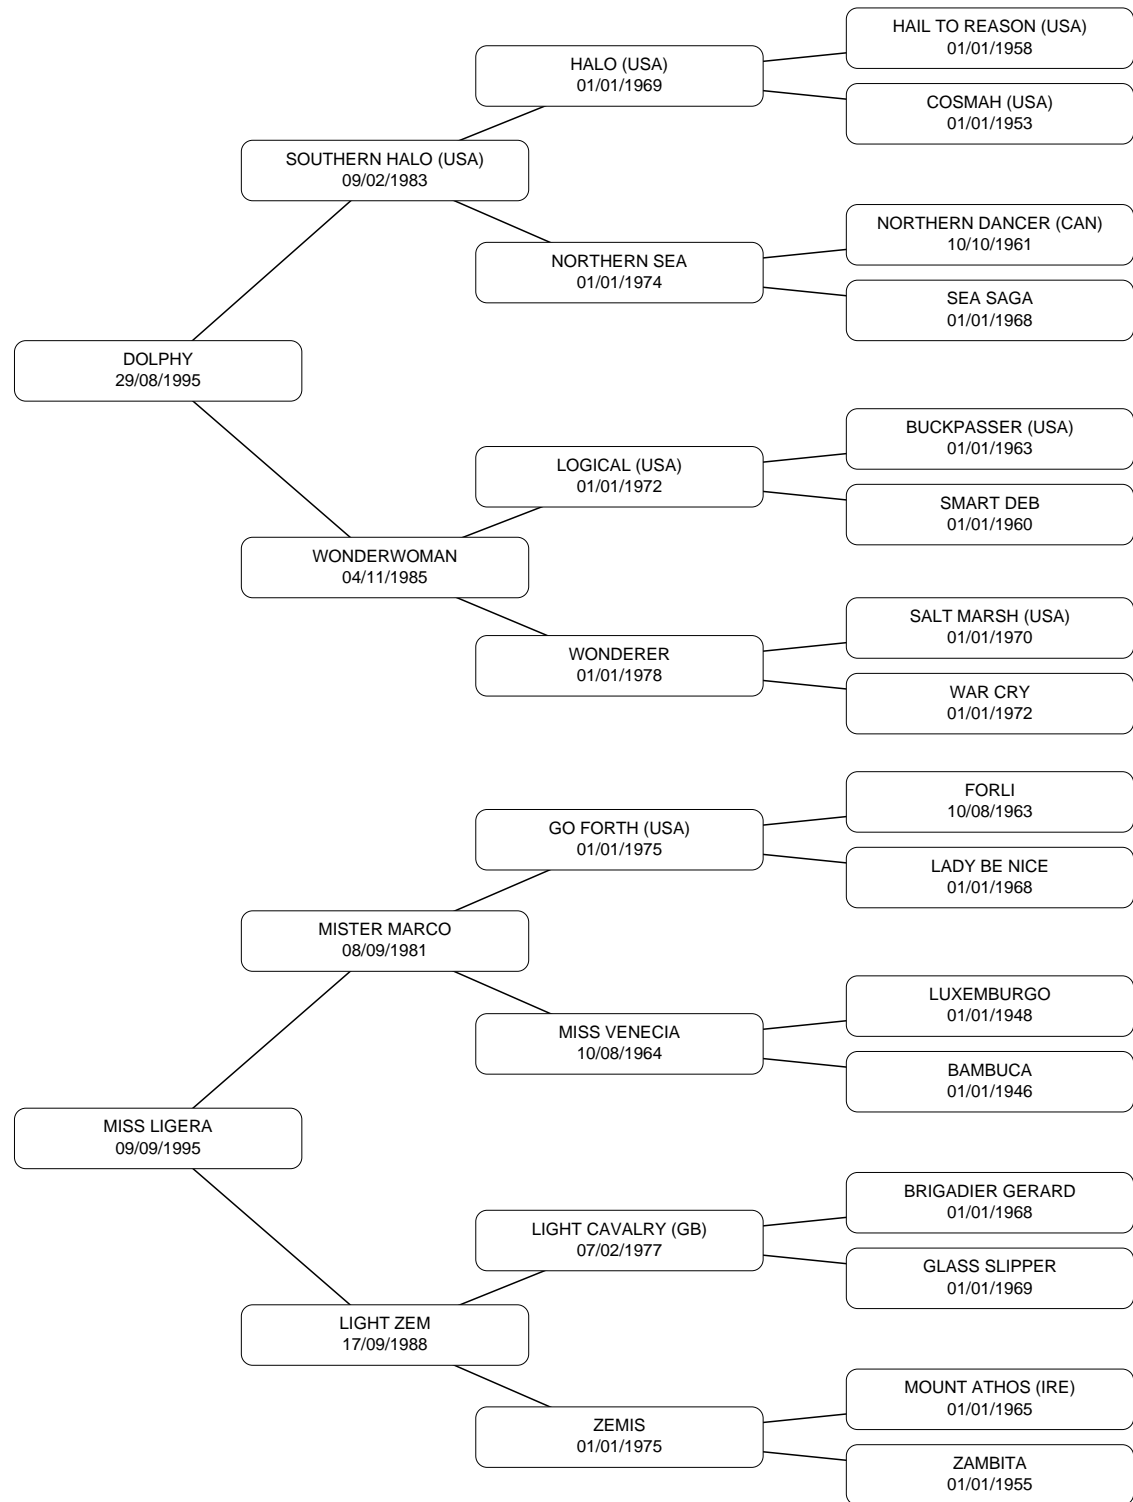 HAIL TO REASON (USA)
01/01/1958
HALO (USA)
01/01/1969
COSMAH (USA)
01/01/1953
SOUTHERN HALO (USA)
09/02/1983
NORTHERN DANCER (CAN)
10/10/1961
NORTHERN SEA
01/01/1974
SEA SAGA
01/01/1968
DOLPHY
29/08/1995
BUCKPASSER (USA)
01/01/1963
LOGICAL (USA)
01/01/1972
SMART DEB
01/01/1960
WONDERWOMAN
04/11/1985
SALT MARSH (USA)
01/01/1970
WONDERER
01/01/1978
WAR CRY
01/01/1972
FORLI
10/08/1963
GO FORTH (USA)
01/01/1975
LADY BE NICE
01/01/1968
MISTER MARCO
08/09/1981
LUXEMBURGO
01/01/1948
MISS VENECIA
10/08/1964
BAMBUCA
01/01/1946
MISS LIGERA
09/09/1995
BRIGADIER GERARD
01/01/1968
LIGHT CAVALRY (GB)
07/02/1977
GLASS SLIPPER
01/01/1969
LIGHT ZEM
17/09/1988
MOUNT ATHOS (IRE)
01/01/1965
ZEMIS
01/01/1975
ZAMBITA
01/01/1955